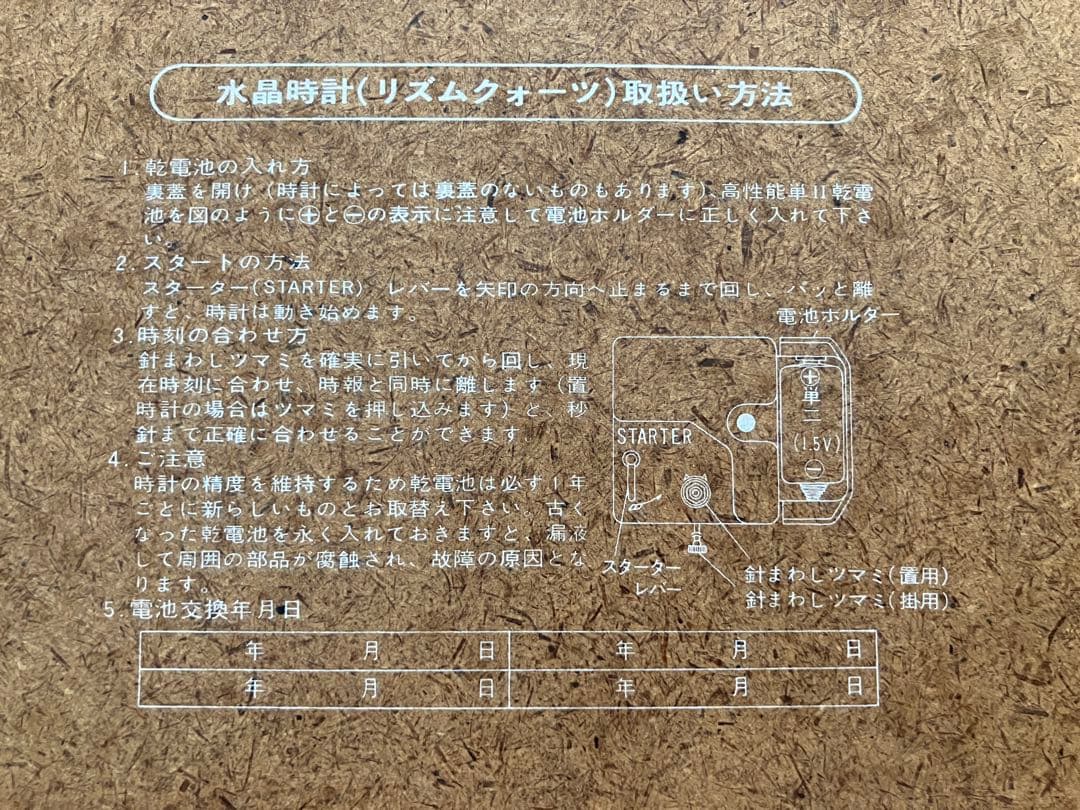 水晶時計(リズムクォーツ)取扱い方法
1. 乾電池の入れ方
裏蓋を開け(時計によっては裏蓋のないものもあります)、高性能単II乾電
池を図のように⊕と⊖の表示に注意して電池ホルダーに正しく入れて下さ
い。
2. スタートの方法
スターター(STARTER) レバーを矢印の方向へ止まるまで回し、パッと離
すと、時計は動き始めます。
3. 時刻の合わせ方
針まわしツマミを確実に引いてから回し、現
在時刻に合わせ、時報と同時に離します(置
時計の場合はツマミを押し込みます)と、秒
針まで正確に合わせることができます。
4. ご注意
時計の精度を維持するため乾電池は必ず1年
ごとに新らしいものとお取替え下さい。古く
なった乾電池を永く入れておきますと、漏液
して周囲の部品が腐蝕され、故障の原因とな
ります。
電池ホルダー
⊕
単二
(1.5V)
⊖
STARTER
スターター
レバー
針まわしツマミ(置用)
針まわしツマミ(掛用)
5. 電池交換年月日
年 月 日 年 月 日
年 月 日 年 月 日